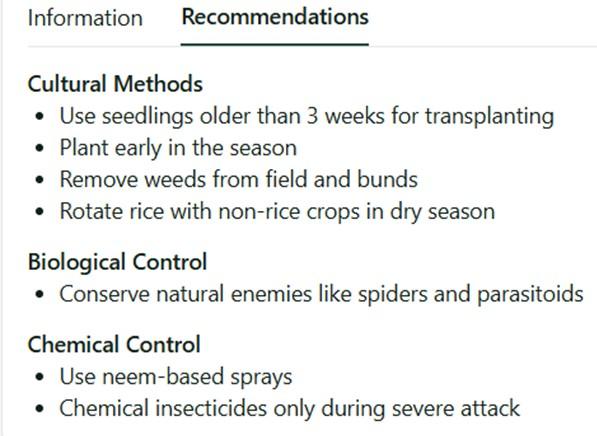 Information Recommendations
Cultural Methods
• Use seedlings older than 3 weeks for transplanting
• Plant early in the season
• Remove weeds from field and bunds
• Rotate rice with non-rice crops in dry season
Biological Control
• Conserve natural enemies like spiders and parasitoids
Chemical Control
• Use neem-based sprays
• Chemical insecticides only during severe attack